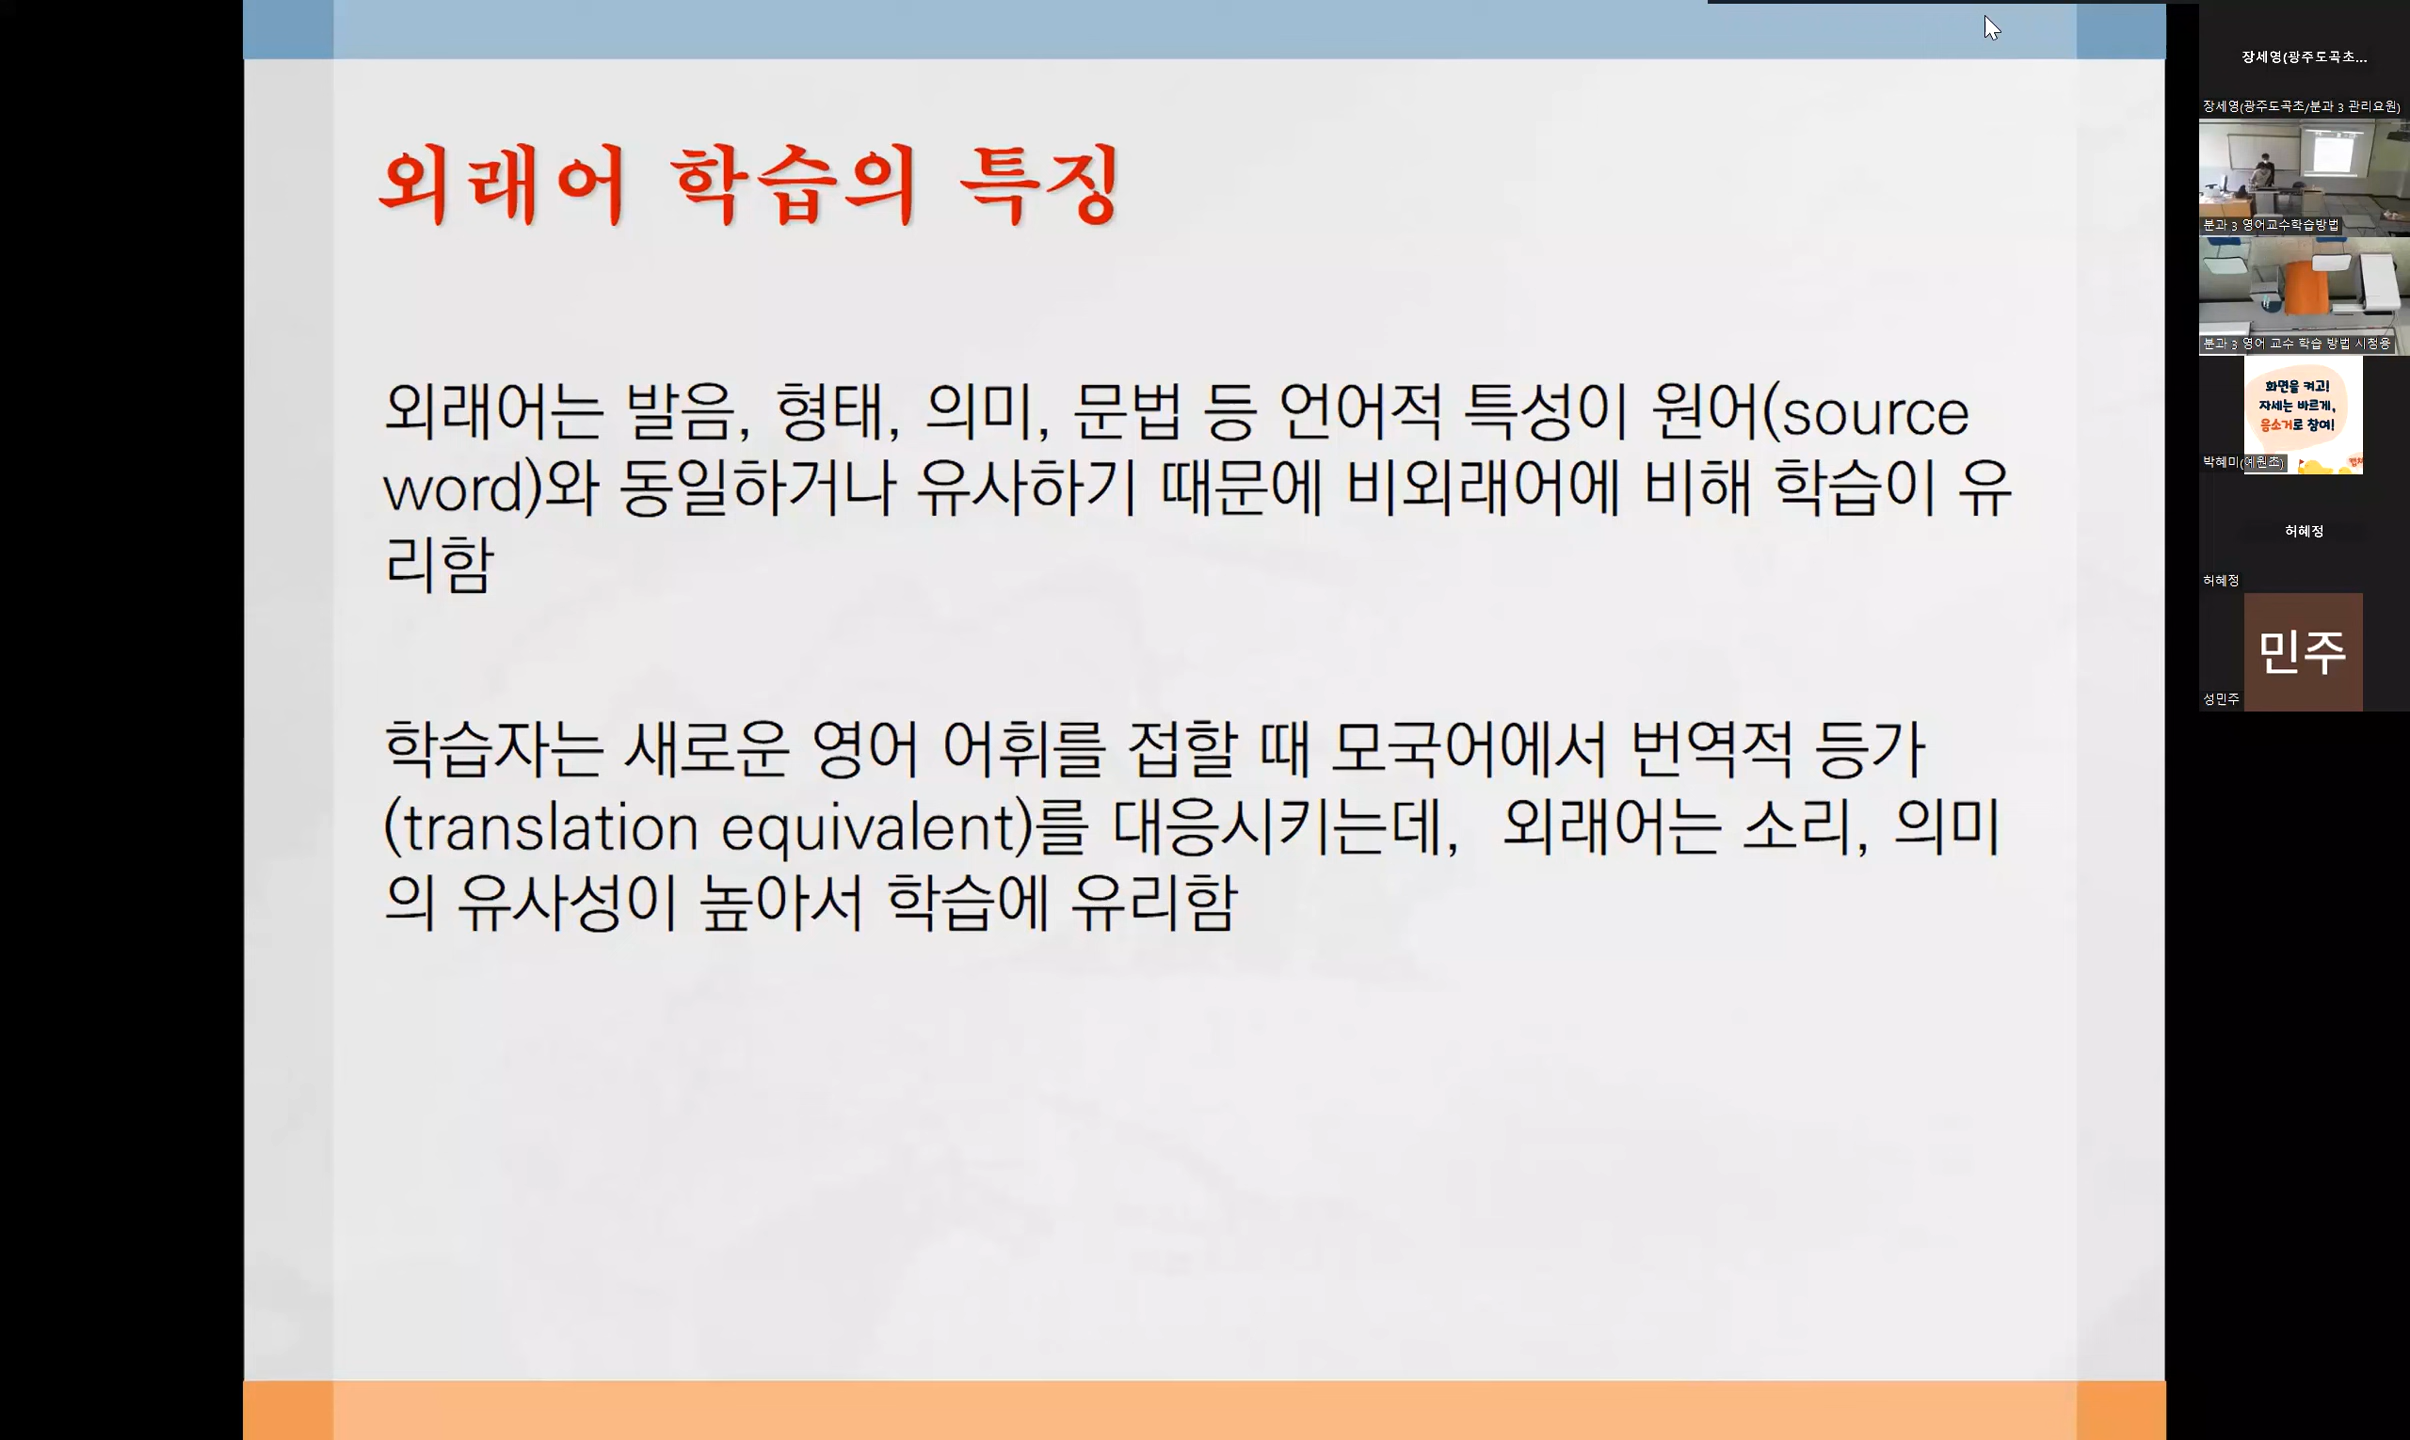 외래어 학습의 특징
외래어는 발음, 형태, 의미, 문법 등 언어적 특성이 원어(source
word)와 동일하거나 유사하기 때문에 비외래어에 비해 학습이 유
리함
학습자는 새로운 영어 어휘를 접할 때 모국어에서 번역적 등가
(translation equivalent)를 대응시키는데, 외래어는 소리, 의미
의 유사성이 높아서 학습에 유리함
장세영(광주도곡초...
장세영(광주도곡초/분과 3 관리요원)
분과 3 영어교수학습방법
분과 3 영어 교수 학습 방법 시청용
화면을 켜고!
자세는 바르게,
음소거로 참여!
박혜미(예원초)
허혜정
허혜정
민주
성민주